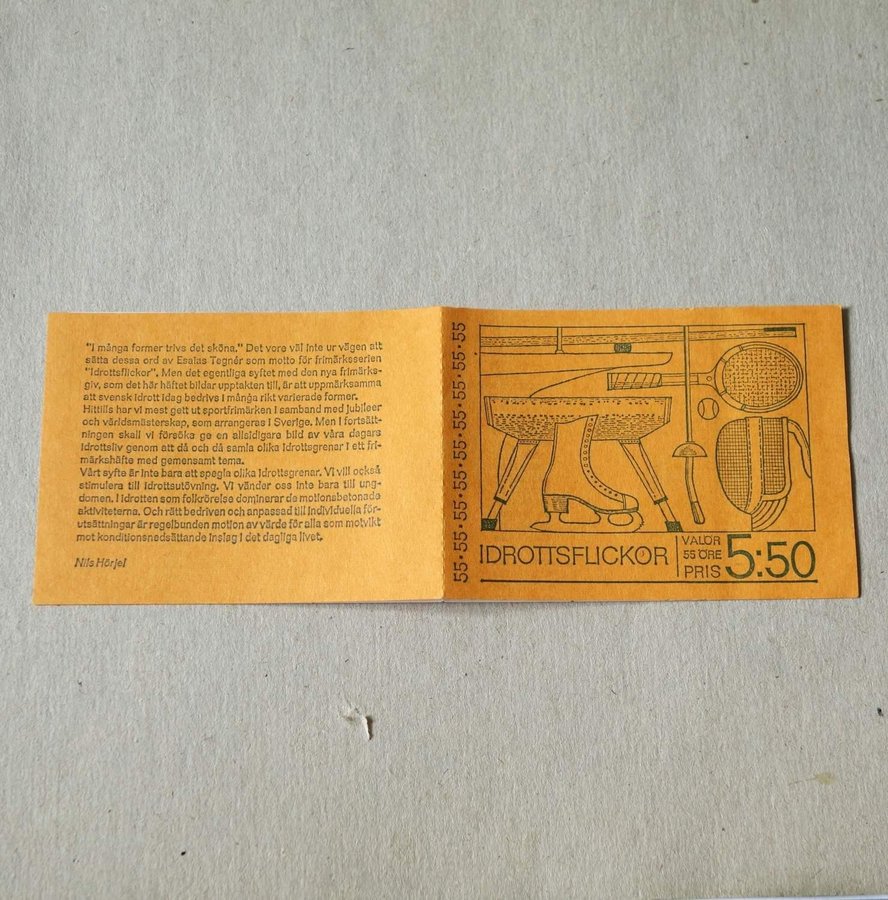 "I många former trivs det sköna." Det vore väl inte ur vägen att
sätta dessa ord av Esaias Tegnér som motto för frimärksserien
"Idrottsflickor". Men det egentliga syftet med den nya frimärks-
giv, som det här häftet bildar upptakten till, är att uppmärksamma
att svensk idrott idag bedrivs i många rikt varierade former.
Hittills har vi mest gett ut sportfrimärken i samband med jubileer
och världsmästerskap, som arrangeras i Sverige. Men i fortsätt-
ningen skall vi försöka ge en allsidigare bild av våra dagars
idrottsliv genom att då och då samla olika idrottsgrenar i ett fri-
märkshäfte med gemensamt tema.
Vårt syfte är inte bara att spegla olika idrottsgrenar. Vi vill också
stimulera till idrottsutövning. Vi vänder oss inte bara till ung-
domen. I idrotten som folkrörelse dominerar de motionsbetonade
aktiviteterna. Och rätt bedriven och anpassad till individuella för-
utsättningar är regelbunden motion av värde för alla som motvikt
mot konditionsnedsättande inslag i det dagliga livet.
Nils Hörjel
55·55·55·55·55·55·55·55·55·55
IDROTTSFLICKOR
VALÖR
55 ÖRE
PRIS
5:50